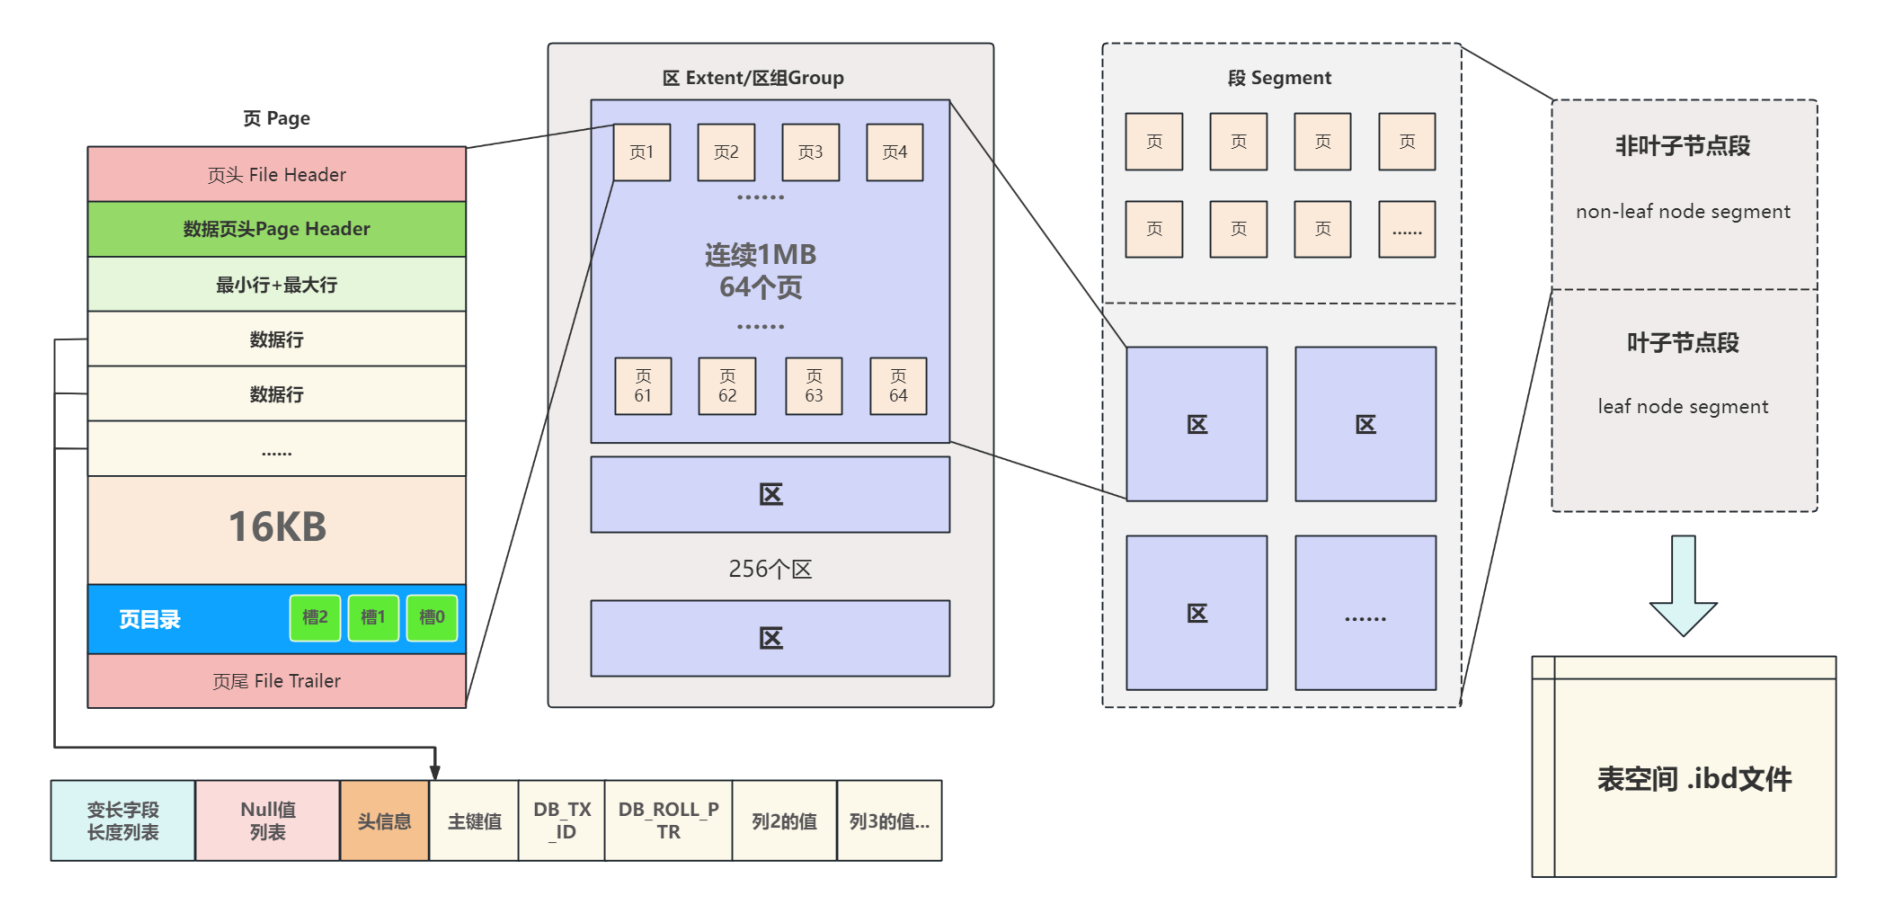 页 Page
页头 File Header
数据页头Page Header
最小行+最大行
数据行
数据行
......
16KB
页目录
槽2
槽1
槽0
页尾 File Trailer
变长字段
长度列表
Null值
列表
头信息
主键值
DB_TX
_ID
DB_ROLL_P
TR
列2的值
列3的值...
区 Extent/区组Group
页1
页2
页3
页4
......
连续1MB
64个页
......
页
61
页
62
页
63
页
64
区
256个区
区
段 Segment
页
页
页
页
页
页
页
......
区
区
区
......
非叶子节点段
non-leaf node segment
叶子节点段
leaf node segment
表空间 .ibd文件